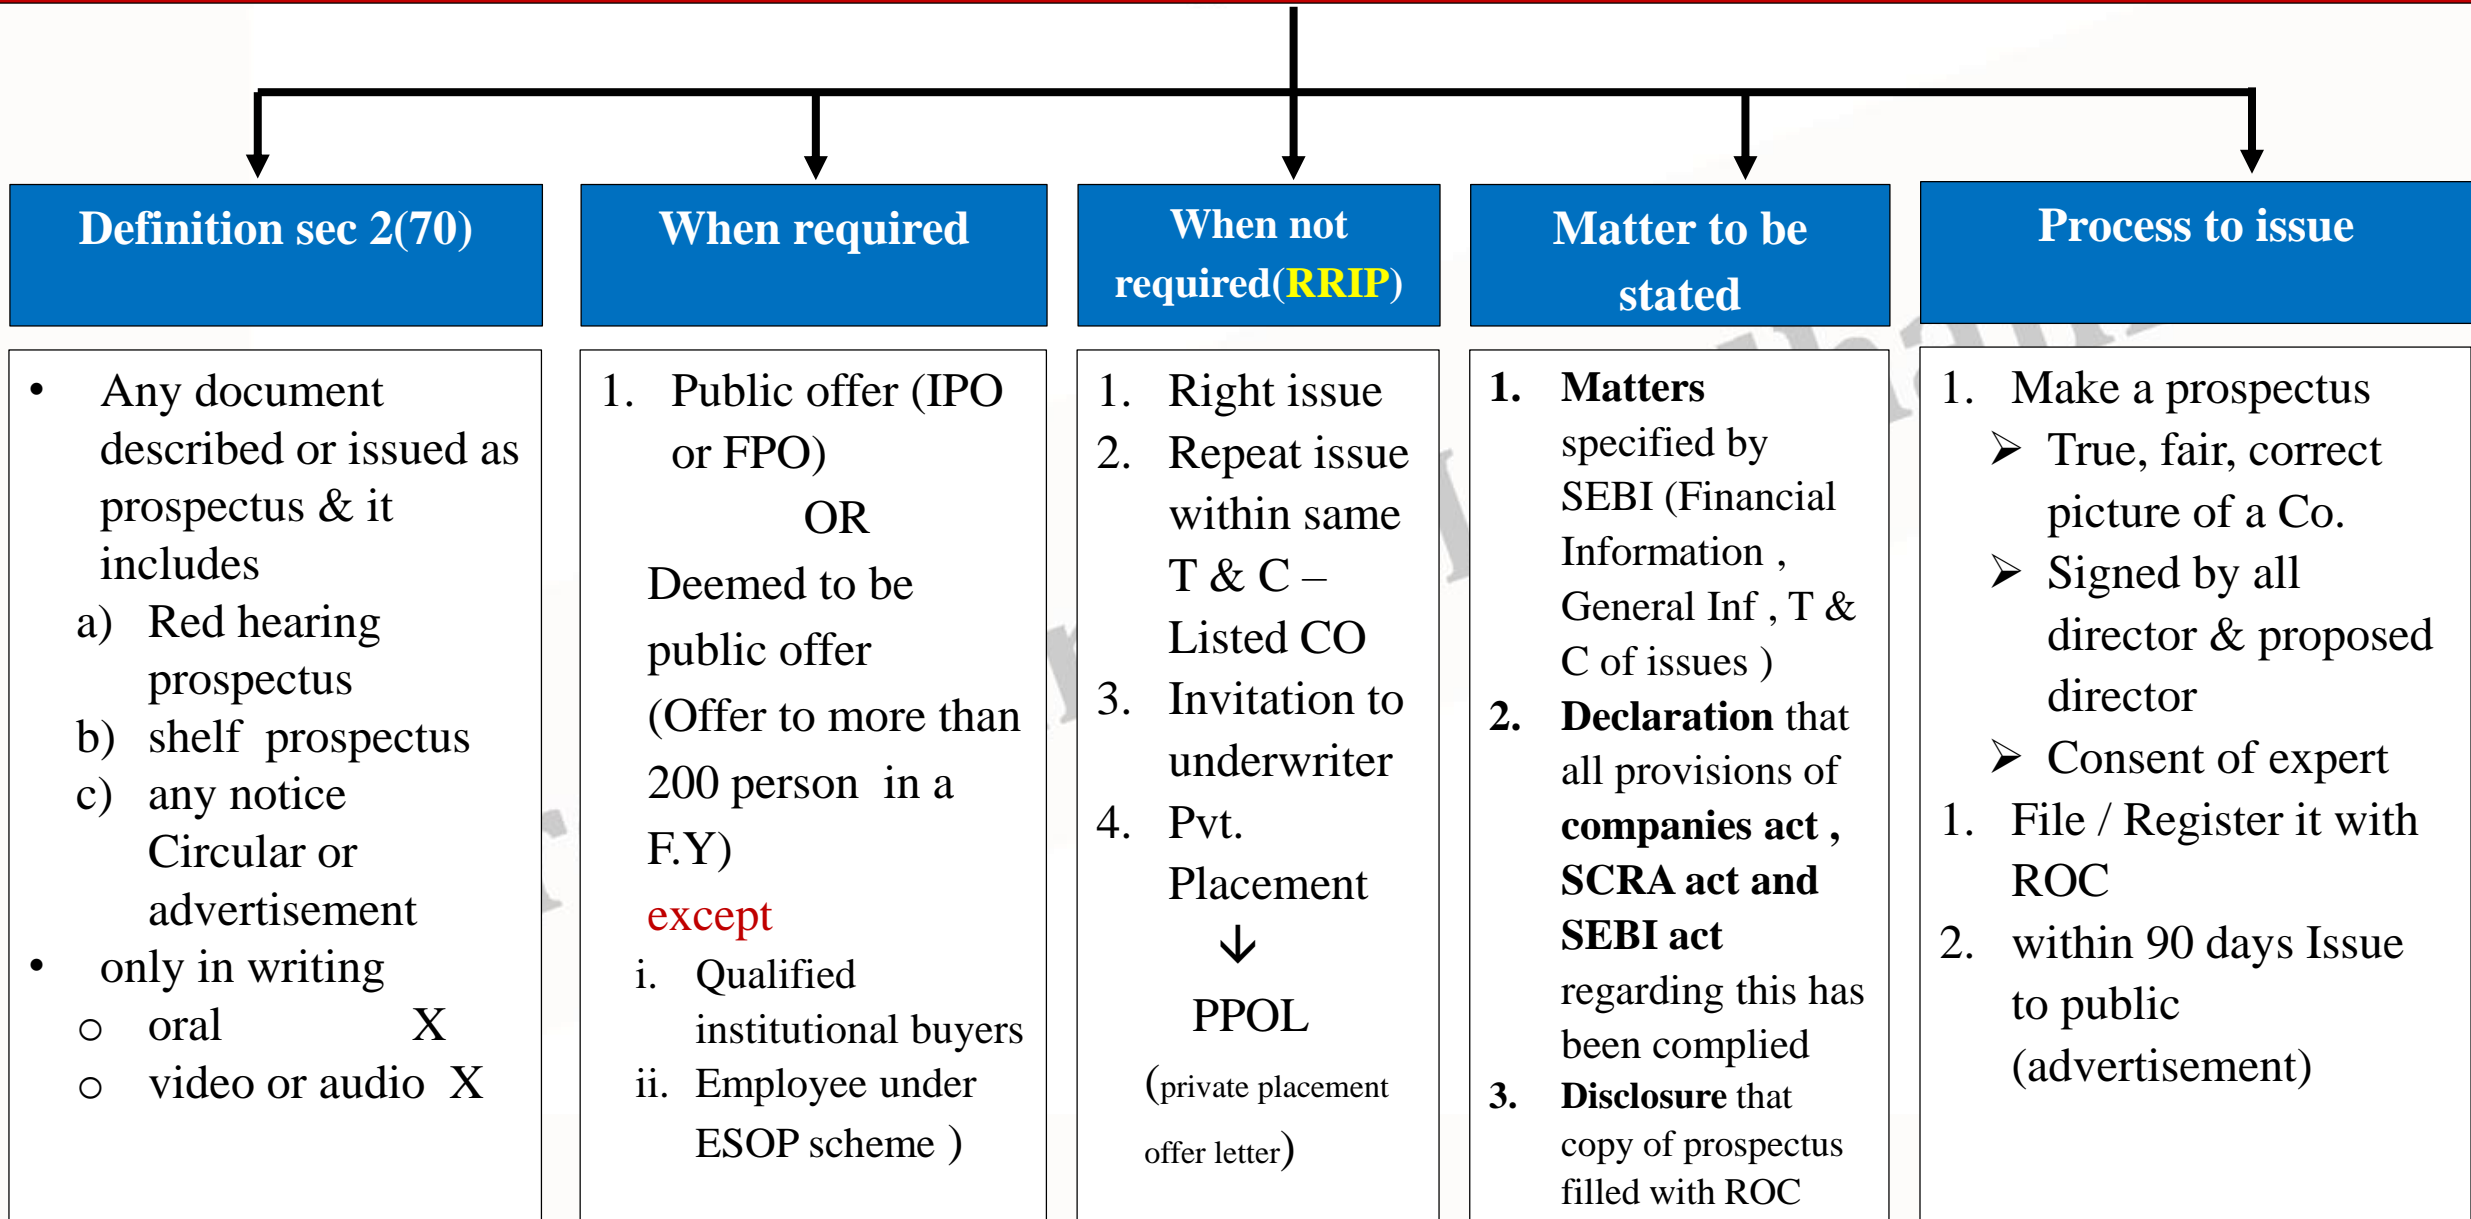 Definition sec 2(70)
• Any document
described or issued as
prospectus & it
includes
a) Red hearing
prospectus
b) shelf prospectus
c) any notice
Circular or
advertisement
• only in writing
o oral X
o video or audio X
When required
1. Public offer (IPO
or FPO)
OR
Deemed to be
public offer
(Offer to more than
200 person in a
F.Y)
except
i. Qualified
institutional buyers
ii. Employee under
ESOP scheme )
When not
required(RRIP)
1. Right issue
2. Repeat issue
within same
T & C –
Listed CO
3. Invitation to
underwriter
4. Pvt.
Placement
↓
PPOL
(private placement
offer letter)
Matter to be
stated
1. Matters
specified by
SEBI (Financial
Information ,
General Inf , T &
C of issues )
2. Declaration that
all provisions of
companies act ,
SCRA act and
SEBI act
regarding this has
been complied
3. Disclosure that
copy of prospectus
filled with ROC
Process to issue
1. Make a prospectus
➢ True, fair, correct
picture of a Co.
➢ Signed by all
director & proposed
director
➢ Consent of expert
1. File / Register it with
ROC
2. within 90 days Issue
to public
(advertisement)